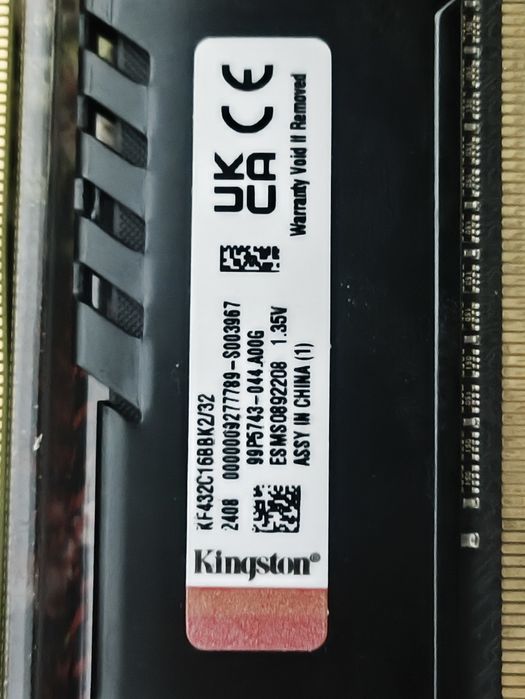 Kingston®
KF432C16BBK2/32
2408 0000009277789-S003967
99P5743-044.A00G
ESMS0892208 1.35V
ASSY IN CHINA (1)
UK
CA
CE
Warranty Void If Removed